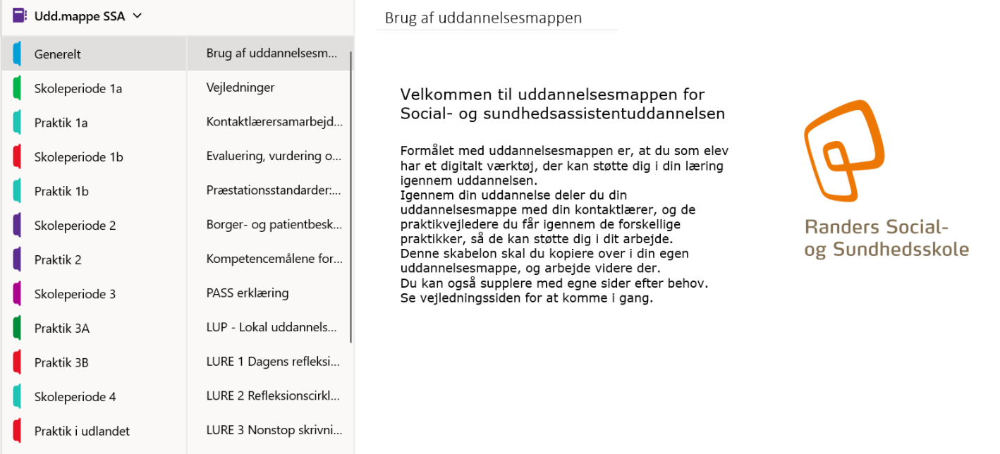 Udd.mappe SSA
Generelt
Skoleperiode 1a
Praktik 1a
Skoleperiode 1b
Praktik 1b
Skoleperiode 2
Praktik 2
Skoleperiode 3
Praktik 3A
Praktik 3B
Skoleperiode 4
Praktik i udlandet
Brug af uddannelsesm...
Vejledninger
Kontaktlærersamarbejd...
Evaluering, vurdering o...
Præstationsstandarder:...
Borger- og patientbesk...
Kompetencemålene for...
PASS erklæring
LUP - Lokal uddannels...
LURE 1 Dagens refleksi...
LURE 2 Refleksionscirkl...
LURE 3 Nonstop skrivni...
Brug af uddannelsesmappen
Velkommen til uddannelsesmappen for
Social- og sundhedsassistentuddannelsen
Formålet med uddannelsesmappen er, at du som elev
har et digitalt værktøj, der kan støtte dig i din læring
igennem uddannelsen.
Igennem din uddannelse deler du din
uddannelsesmappe med din kontaktlærer, og de
praktikvejledere du får igennem de forskellige
praktikker, så de kan støtte dig i dit arbejde.
Denne skabelon skal du kopiere over i din egen
uddannelsesmappe, og arbejde videre der.
Du kan også supplere med egne sider efter behov.
Se vejledningssiden for at komme i gang.
Randers Social-
og Sundhedsskole